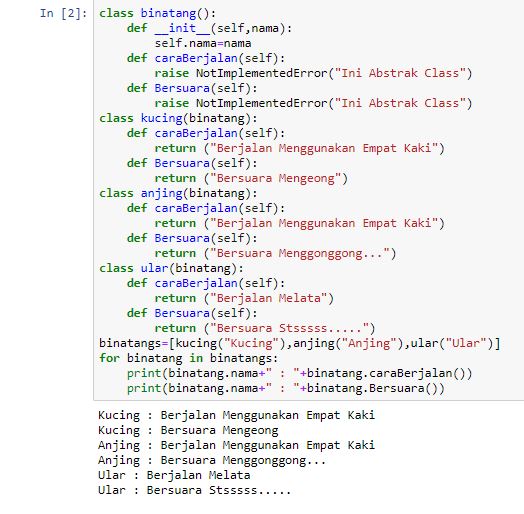 In [2]: class binatang():
    def __init__(self,nama):
        self.nama=nama
    def caraBerjalan(self):
        raise NotImplementedError("Ini Abstrak Class")
    def Bersuara(self):
        raise NotImplementedError("Ini Abstrak Class")
class kucing(binatang):
    def caraBerjalan(self):
        return ("Berjalan Menggunakan Empat Kaki")
    def Bersuara(self):
        return ("Bersuara Mengeong")
class anjing(binatang):
    def caraBerjalan(self):
        return ("Berjalan Menggunakan Empat Kaki")
    def Bersuara(self):
        return ("Bersuara Menggonggong...")
class ular(binatang):
    def caraBerjalan(self):
        return ("Berjalan Melata")
    def Bersuara(self):
        return ("Bersuara Stsssss.....")
binatangs=[kucing("Kucing"),anjing("Anjing"),ular("Ular")]
for binatang in binatangs:
    print(binatang.nama+" : "+binatang.caraBerjalan())
    print(binatang.nama+" : "+binatang.Bersuara())
Kucing : Berjalan Menggunakan Empat Kaki
Kucing : Bersuara Mengeong
Anjing : Berjalan Menggunakan Empat Kaki
Anjing : Bersuara Menggonggong...
Ular : Berjalan Melata
Ular : Bersuara Stsssss.....